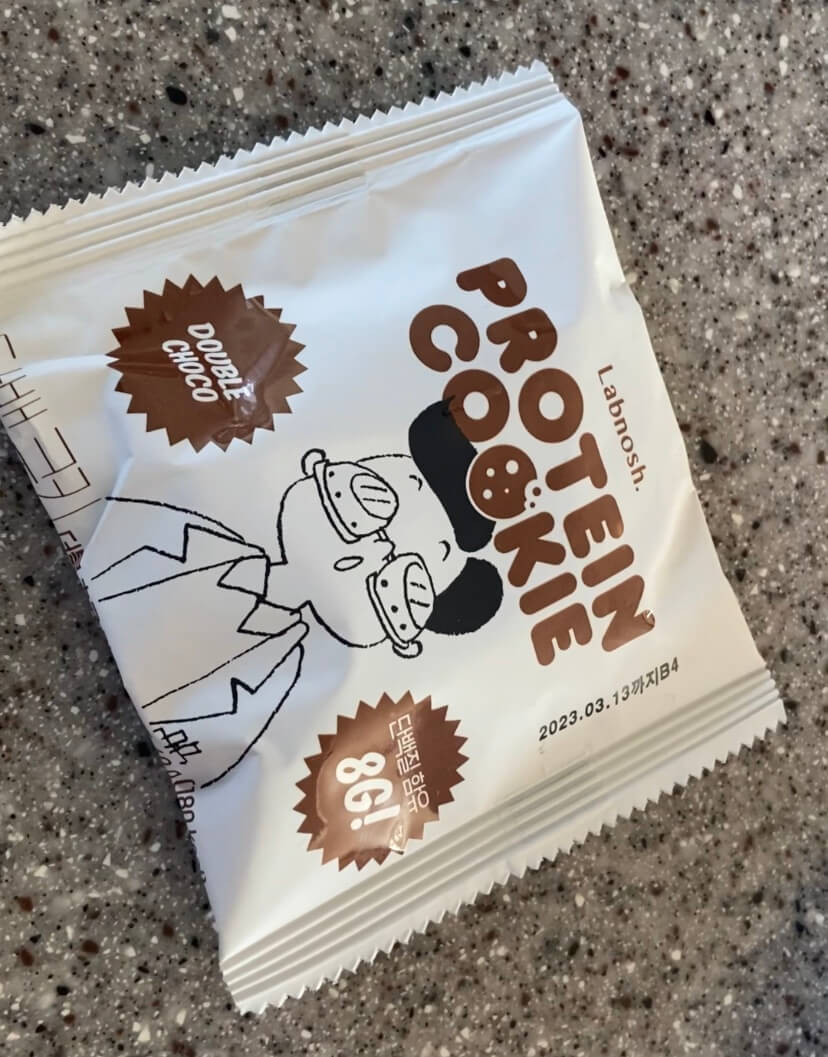 Labnosh.
PROTEIN
COOKIE
2023.03.13까지B4
DOUBLE
CHOCO
단백질 함유
8G!